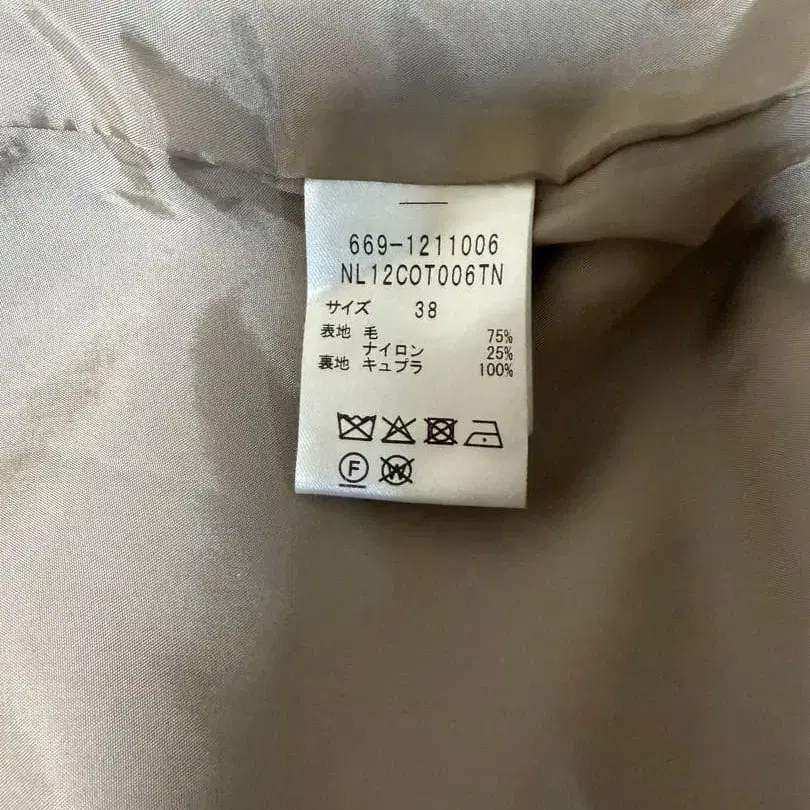 669-1211006
NL12COT006TN
サイズ 38
表地 毛 75%
ナイロン 25%
裏地 キュプラ 100%
F W